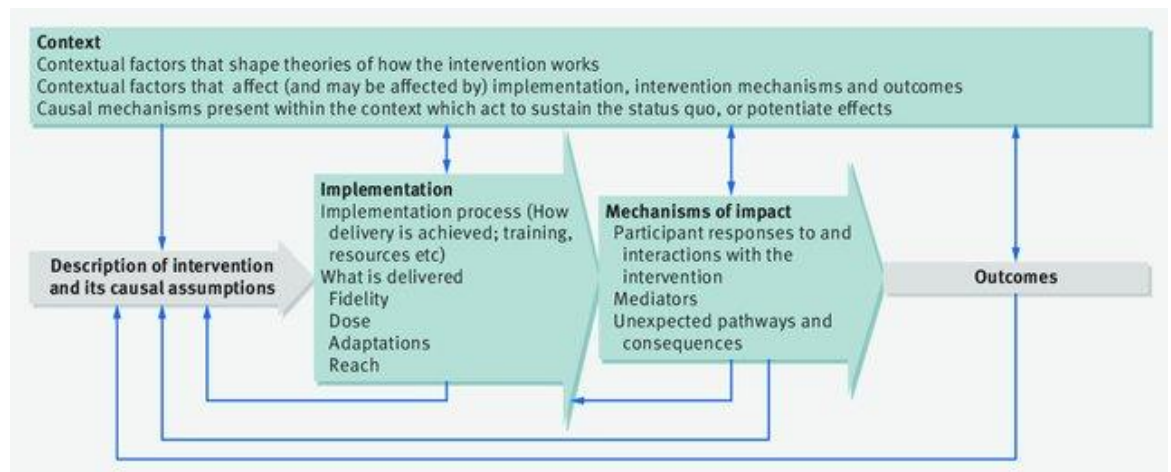 Context
Contextual factors that shape theories of how the intervention works
Contextual factors that affect (and may be affected by) implementation, intervention mechanisms and outcomes
Causal mechanisms present within the context which act to sustain the status quo, or potentiate effects
Description of intervention
and its causal assumptions
Implementation
Implementation process (How
delivery is achieved; training,
resources etc)
What is delivered
Fidelity
Dose
Adaptations
Reach
Mechanisms of impact
Participant responses to and
interactions with the
intervention
Mediators
Unexpected pathways and
consequences
Outcomes